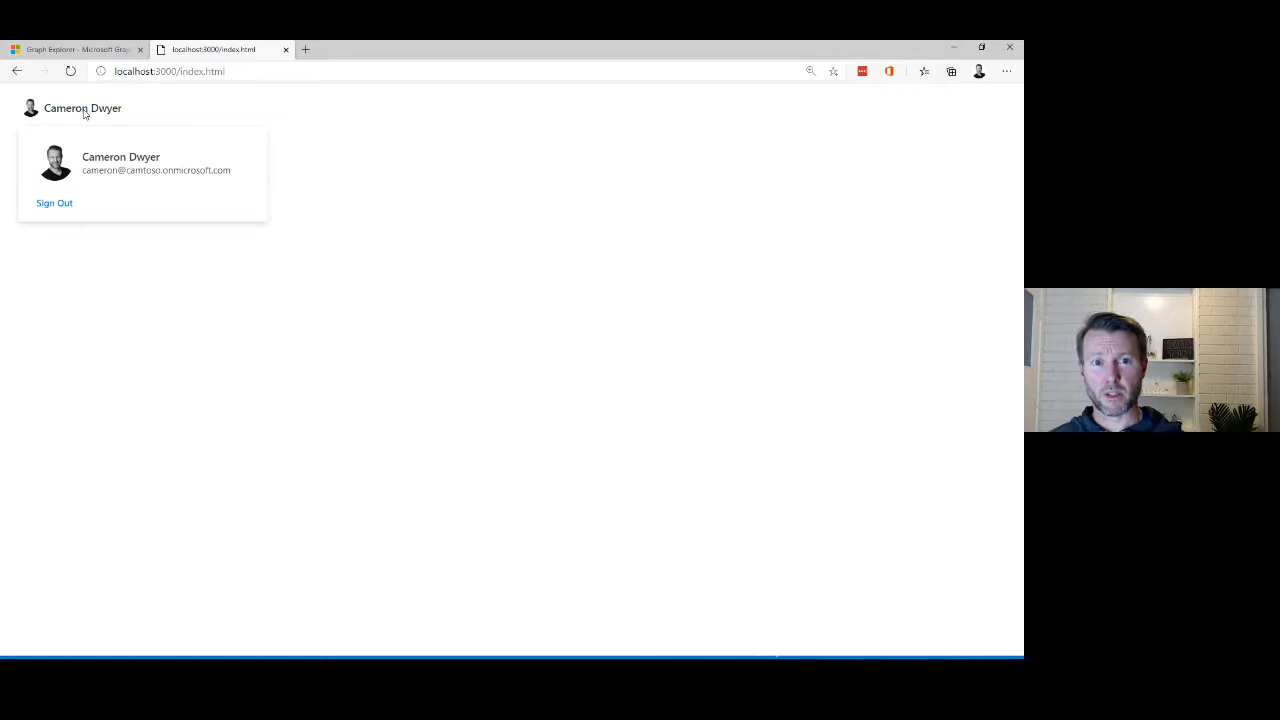 Graph Explorer - Microsoft Grap
localhost:3000/index.html
localhost:3000/index.html
Cameron Dwyer
Cameron Dwyer
cameron@camtoso.onmicrosoft.com
Sign Out